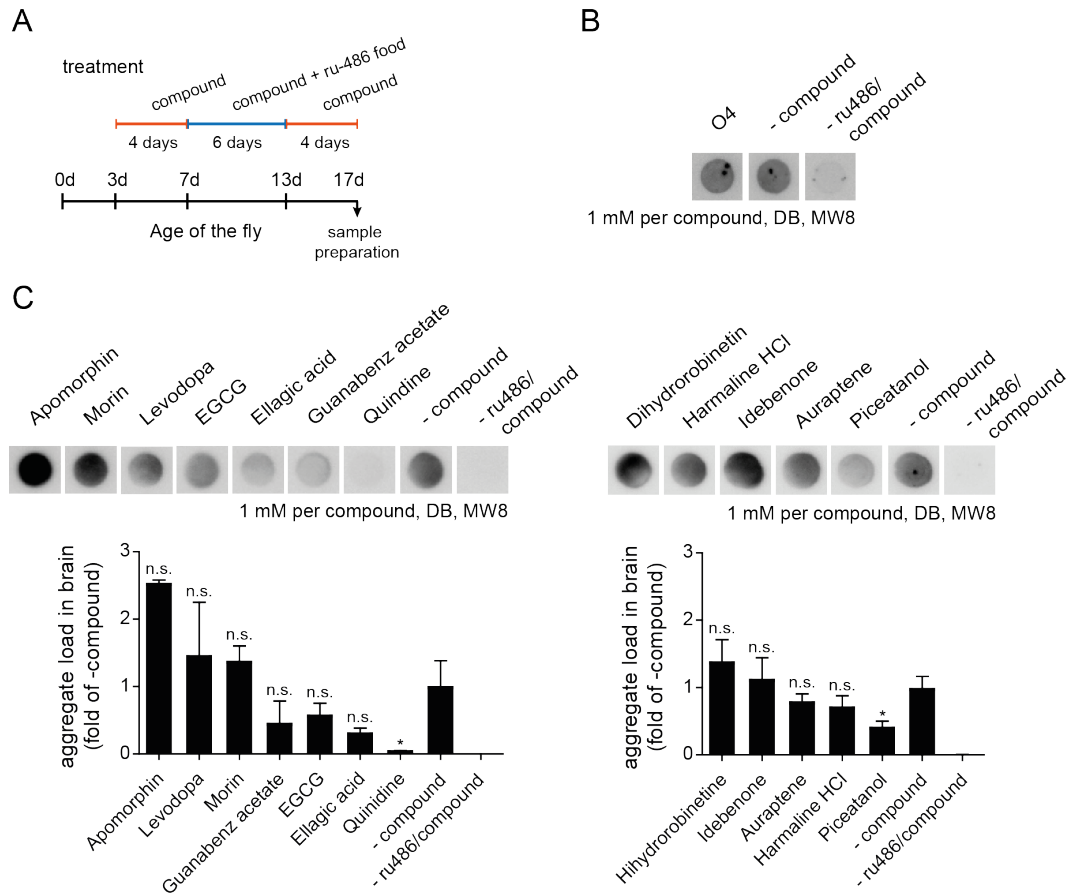 A
treatment
compound
compound + ru-486 food
compound
4 days
6 days
4 days
0d
3d
7d
13d
17d
Age of the fly
sample
preparation
B
O4
- compound
- ru486/
compound
1 mM per compound, DB, MW8
C
Apomorphin
Morin
Levodopa
EGCG
Ellagic acid
Guanabenz acetate
Quindine
- compound
- ru486/
compound
1 mM per compound, DB, MW8
Dihydrorobinetin
Harmaline HCl
Idebenone
Auraptene
Piceatanol
- compound
- ru486/
compound
1 mM per compound, DB, MW8
aggregate load in brain
(fold of -compound)
3
2
1
0
n.s.
n.s.
n.s.
n.s.
n.s.
n.s.
*
Apomorphin
Levodopa
Morin
Guanabenz acetate
EGCG
Ellagic acid
Quinidine
- compound
- ru486/compound
aggregate load in brain
(fold of -compound)
3
2
1
0
n.s.
n.s.
n.s.
n.s.
*
Hihydrorobinetine
Idebenone
Auraptene
Harmaline HCl
Piceatanol
- compound
- ru486/compound